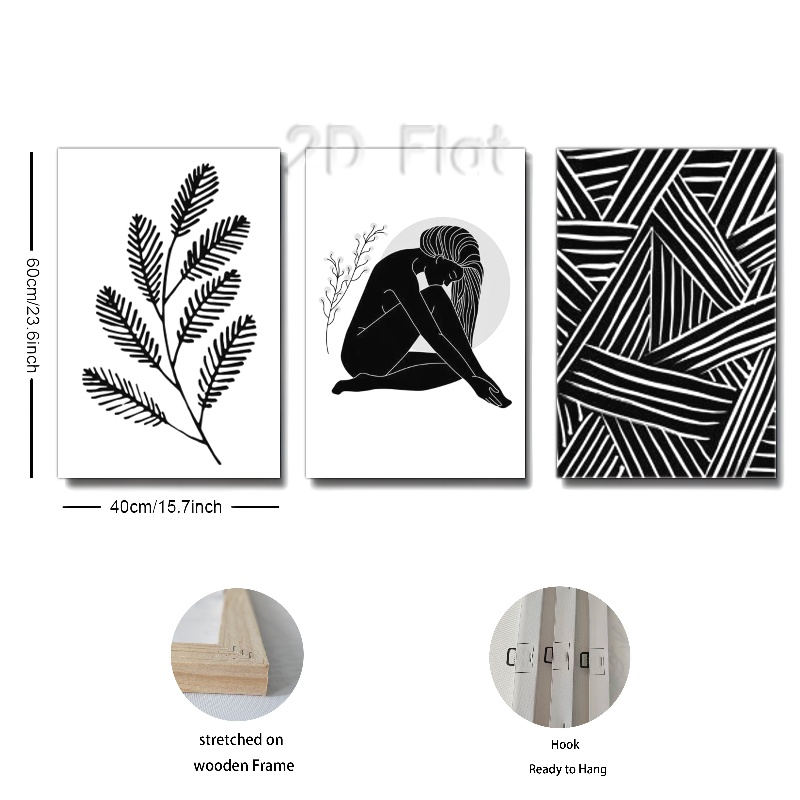 2D Flat
60cm/23.6inch
40cm/15.7inch
stretched on
wooden Frame
Hook
Ready to Hang